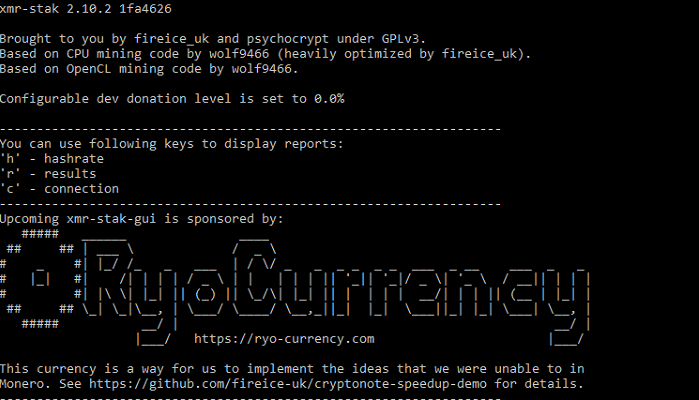 xmr-stak 2.10.2 1fa4626
Brought to you by fireice_uk and psychocrypt under GPLv3.
Based on CPU mining code by wolf9466 (heavily optimized by fireice_uk).
Based on OpenCL mining code by wolf9466.
Configurable dev donation level is set to 0.0%
You can use following keys to display reports:
'h' - hashrate
'r' - results
'c' - connection
Upcoming xmr-stak-gui is sponsored by:
RyoCurrency
https://ryo-currency.com
This currency is a way for us to implement the ideas that we were unable to in
Monero. See https://github.com/fireice-uk/cryptonote-speedup-demo for details.